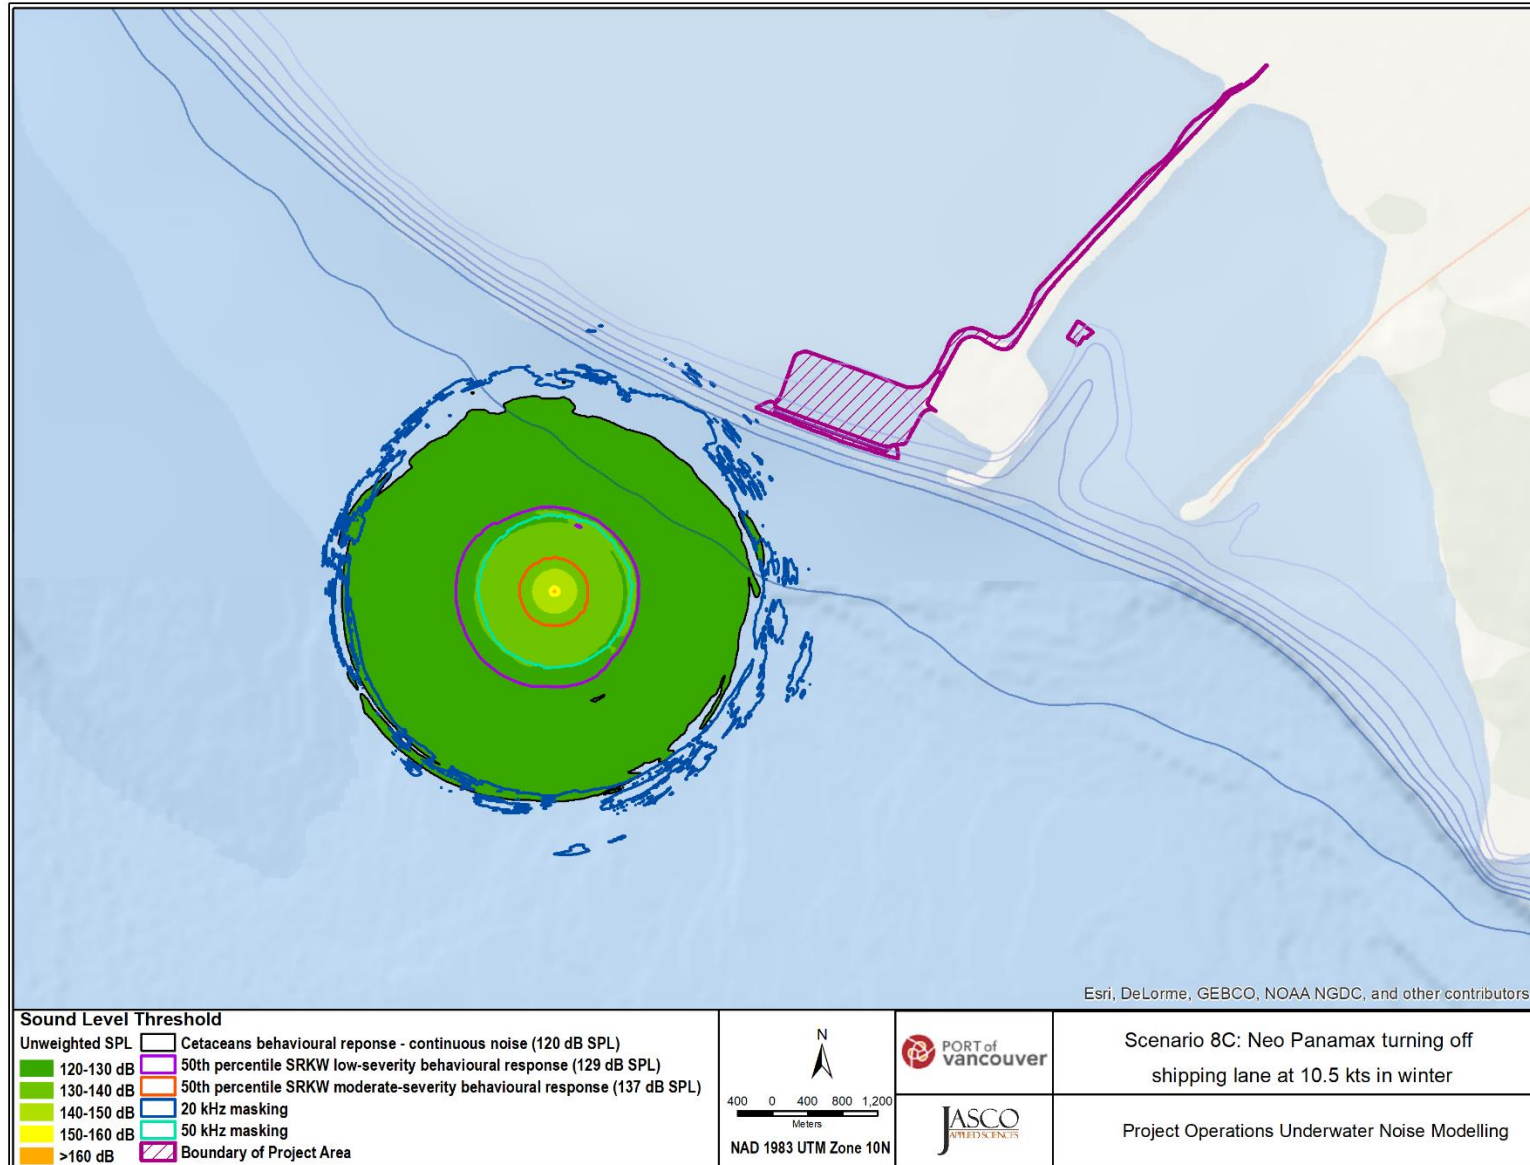 Esri, DeLorme, GEBCO, NOAA NGDC, and other contributors
Sound Level Threshold
Unweighted SPL
120-130 dB
130-140 dB
140-150 dB
150-160 dB
>160 dB
Cetaceans behavioural reponse - continuous noise (120 dB SPL)
50th percentile SRKW low-severity behavioural response (129 dB SPL)
50th percentile SRKW moderate-severity behavioural response (137 dB SPL)
20 kHz masking
50 kHz masking
Boundary of Project Area
N
400 0 400 800 1,200
Meters
NAD 1983 UTM Zone 10N
PORT of
vancouver
JASCO
APPLIED SCIENCES
Scenario 8C: Neo Panamax turning off
shipping lane at 10.5 kts in winter
Project Operations Underwater Noise Modelling